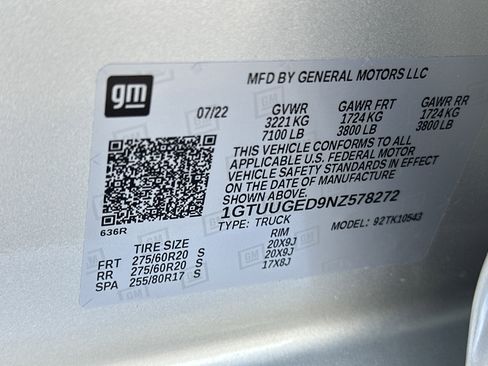 gm
MFD BY GENERAL MOTORS LLC
07/22 GVWR GAWR FRT GAWR RR
3221 KG 1724 KG 1724 KG
7100 LB 3800 LB 3800 LB
THIS VEHICLE CONFORMS TO ALL
APPLICABLE U.S. FEDERAL MOTOR
VEHICLE SAFETY STANDARDS IN EFFECT
ON THE DATE OF MANUFACTURE
SHOWN ABOVE.
1GTUUGED9NZ578272
TYPE: TRUCK MODEL: 92TK10543
636R
TIRE SIZE RIM
FRT 275/60R20 S 20X9J
RR 275/60R20 S 20X9J
SPA 255/80R17 S 17X8J